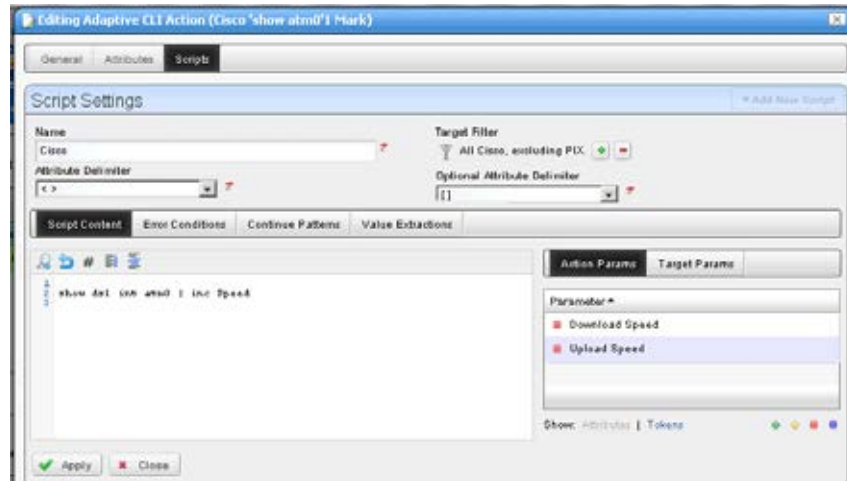 Editing Adaptive CLI Action (Cisco 'show atm0'1 Mark)
General Attributes Scripts
Script Settings
Add New Script
Name
Cisco
Target Filter
All Cisco, excluding PIX
Attribute Delimiter
< >
Optional Attribute Delimiter
[]
Script Content Error Conditions Continue Patterns Value Extractions
Action Params Target Params
1
2 show dsl int atm0 | inc Speed
3
Parameter
Download Speed
Upload Speed
Show: Attributes | Tokens
Apply Close